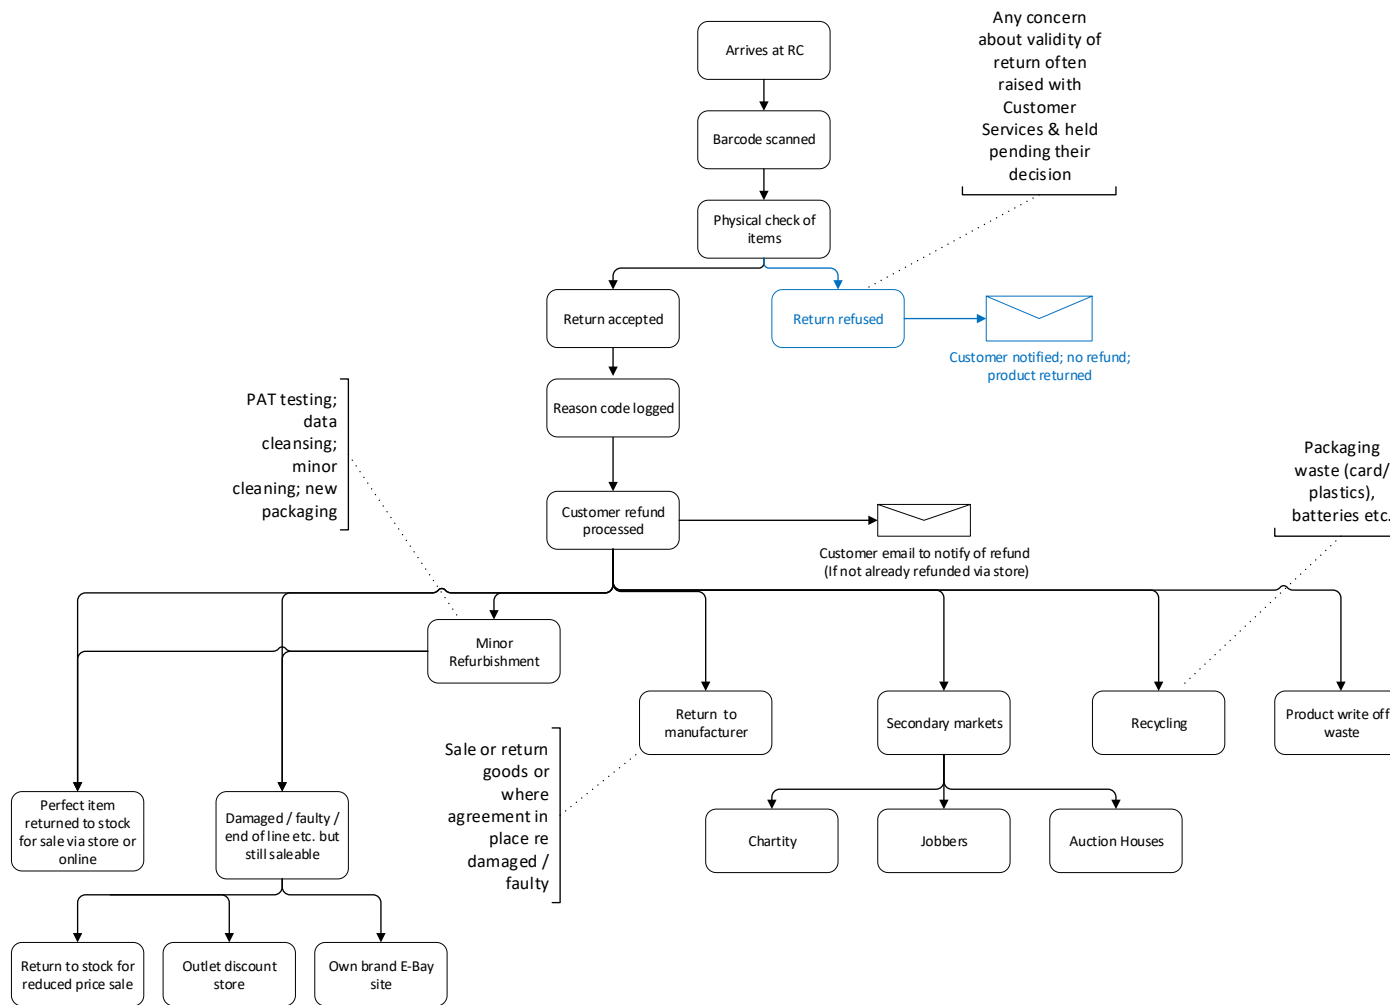 Arrives at RC
Any concern
about validity of
return often
raised with
Customer
Services & held
pending their
decision
Barcode scanned
Physical check of
items
Return accepted
Return refused
Customer notified; no refund;
product returned
Reason code logged
PAT testing;
data
cleansing;
minor
cleaning; new
packaging
Packaging
waste (card/
plastics),
batteries etc.
Customer refund
processed
Customer email to notify of refund
(If not already refunded via store)
Minor
Refurbishment
Return to
manufacturer
Secondary markets
Recycling
Product write off
waste
Sale or return
goods or
where
agreement in
place re
damaged /
faulty
Perfect item
returned to stock
for sale via store or
online
Damaged / faulty /
end of line etc. but
still saleable
Chartity
Jobbers
Auction Houses
Return to stock for
reduced price sale
Outlet discount
store
Own brand E-Bay
site